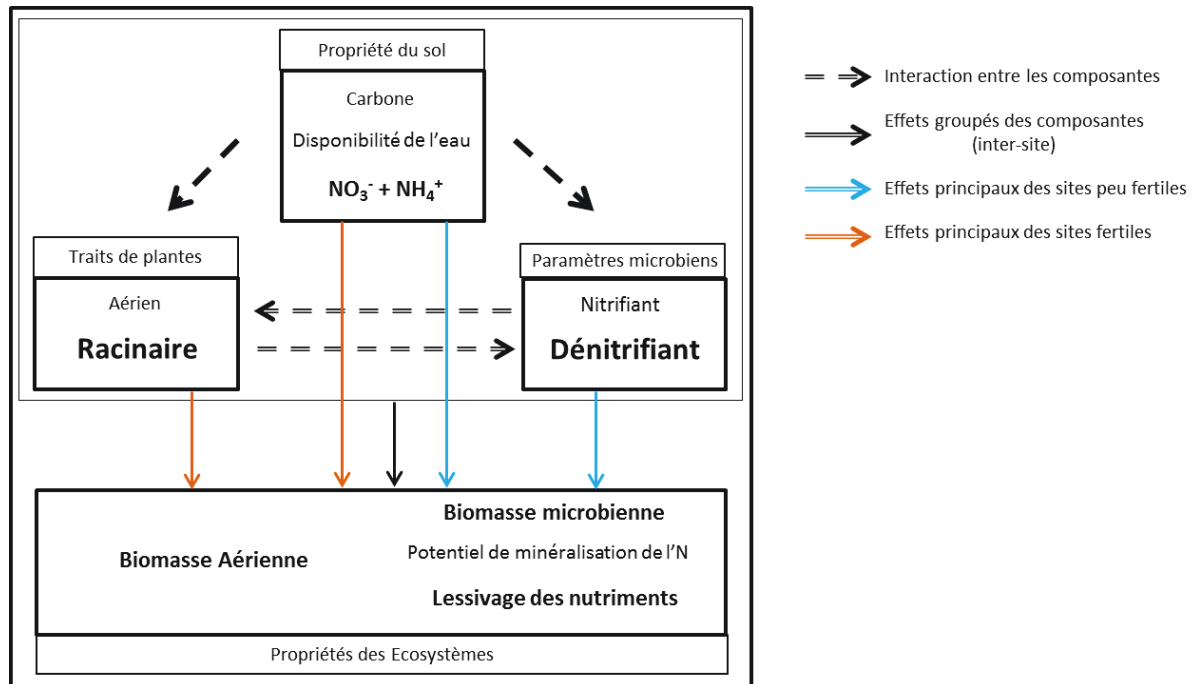 Propriété du sol
Carbone
Disponibilité de l'eau
NO₃⁻ + NH₄⁺
Traits de plantes
Aérien
Racinaire
Paramètres microbiens
Nitrifiant
Dénitrifiant
Biomasse Aérienne
Biomasse microbienne
Potentiel de minéralisation de l'N
Lessivage des nutriments
Propriétés des Ecosystèmes
Interaction entre les composantes
Effets groupés des composantes
(inter-site)
Effets principaux des sites peu fertiles
Effets principaux des sites fertiles